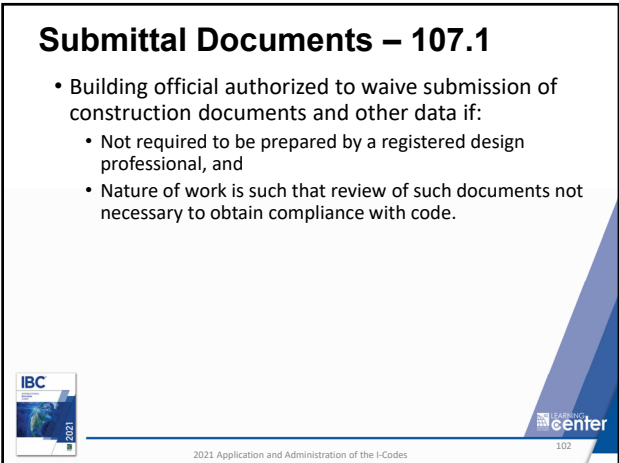 Submittal Documents – 107.1
• Building official authorized to waive submission of
construction documents and other data if:
• Not required to be prepared by a registered design
professional, and
• Nature of work is such that review of such documents not
necessary to obtain compliance with code.
IBC
2021
LEARNING
center
2021 Application and Administration of the I-Codes
102